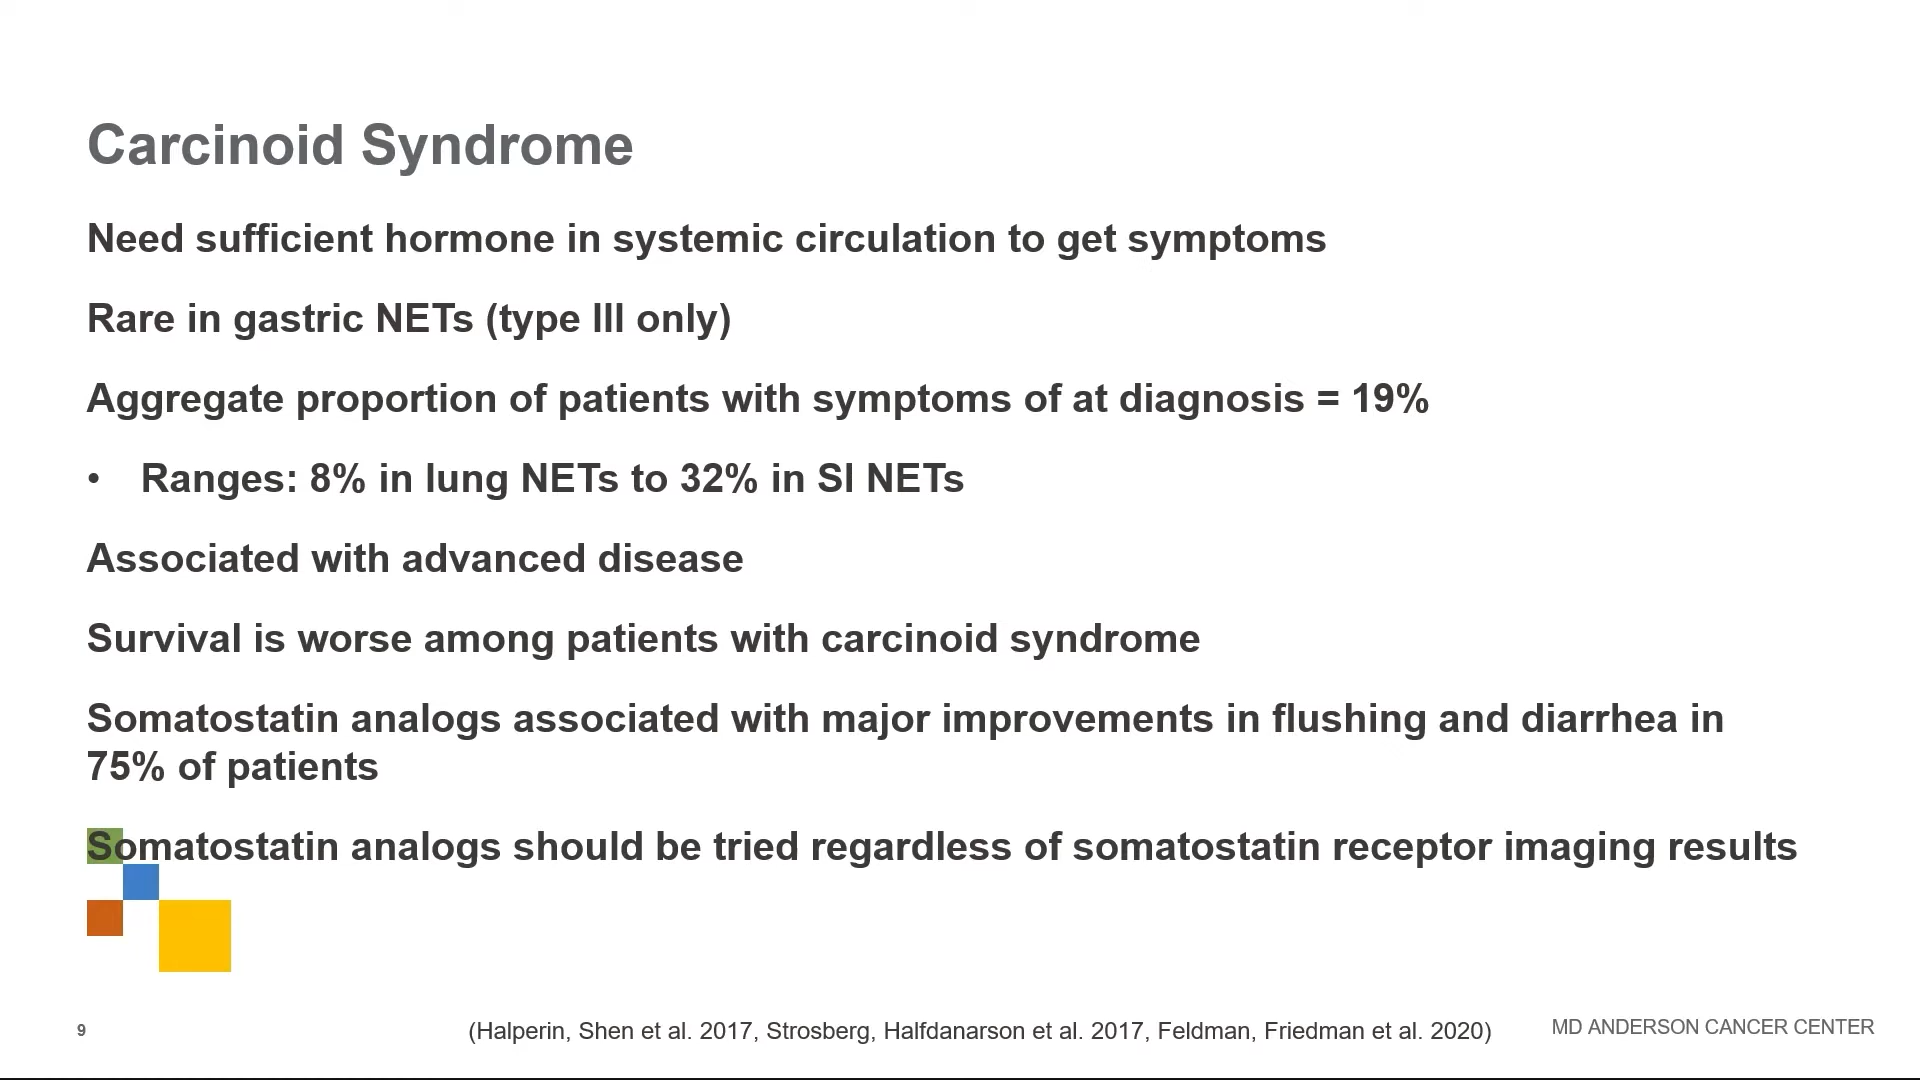 Carcinoid Syndrome
Need sufficient hormone in systemic circulation to get symptoms
Rare in gastric NETs (type III only)
Aggregate proportion of patients with symptoms of at diagnosis = 19%
• Ranges: 8% in lung NETs to 32% in SI NETs
Associated with advanced disease
Survival is worse among patients with carcinoid syndrome
Somatostatin analogs associated with major improvements in flushing and diarrhea in
75% of patients
Somatostatin analogs should be tried regardless of somatostatin receptor imaging results
9
(Halperin, Shen et al. 2017, Strosberg, Halfdanarson et al. 2017, Feldman, Friedman et al. 2020)
MD ANDERSON CANCER CENTER